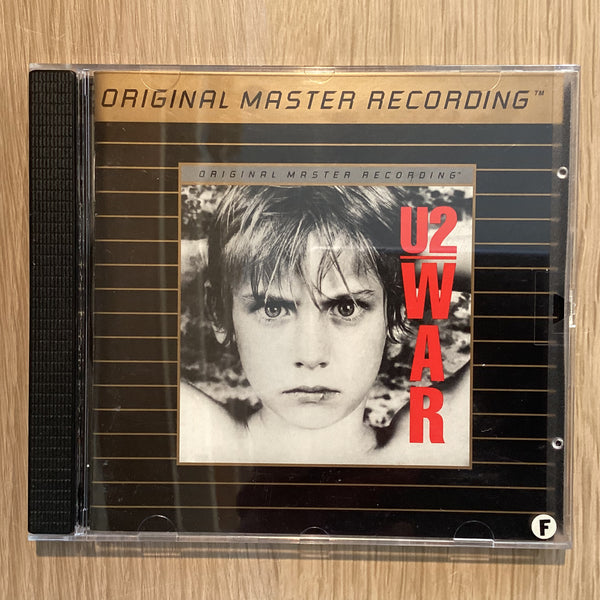 ORIGINAL MASTER RECORDING™
ORIGINAL MASTER RECORDING™
U2
WAR
F